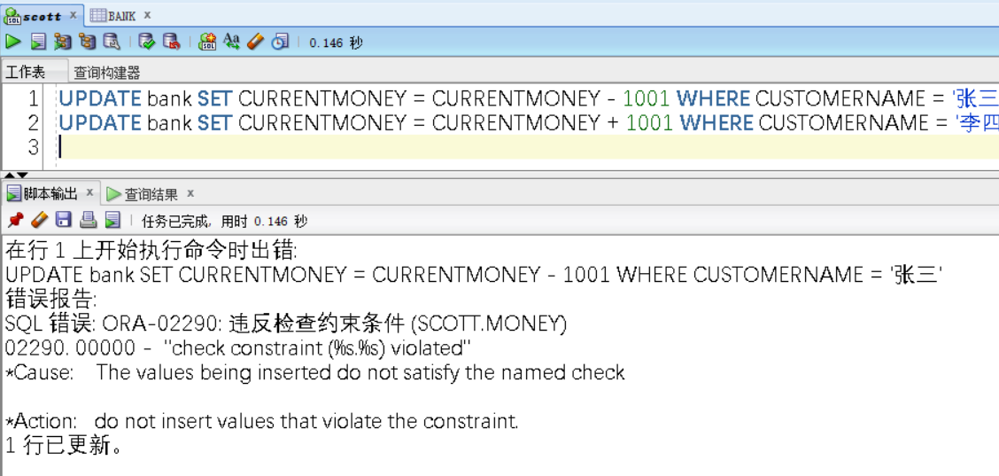 scott × BANK ×
0.146 秒
工作表 查询构建器
1 UPDATE bank SET CURRENTMONEY = CURRENTMONEY - 1001 WHERE CUSTOMERNAME = '张三
2 UPDATE bank SET CURRENTMONEY = CURRENTMONEY + 1001 WHERE CUSTOMERNAME = '李四
3
脚本输出 × 查询结果 ×
任务已完成, 用时 0.146 秒
在行 1 上开始执行命令时出错:
UPDATE bank SET CURRENTMONEY = CURRENTMONEY - 1001 WHERE CUSTOMERNAME = '张三'
错误报告:
SQL 错误: ORA-02290: 违反检查约束条件 (SCOTT.MONEY)
02290. 00000 - "check constraint (%s.%s) violated"
*Cause: The values being inserted do not satisfy the named check
*Action: do not insert values that violate the constraint.
1 行已更新。